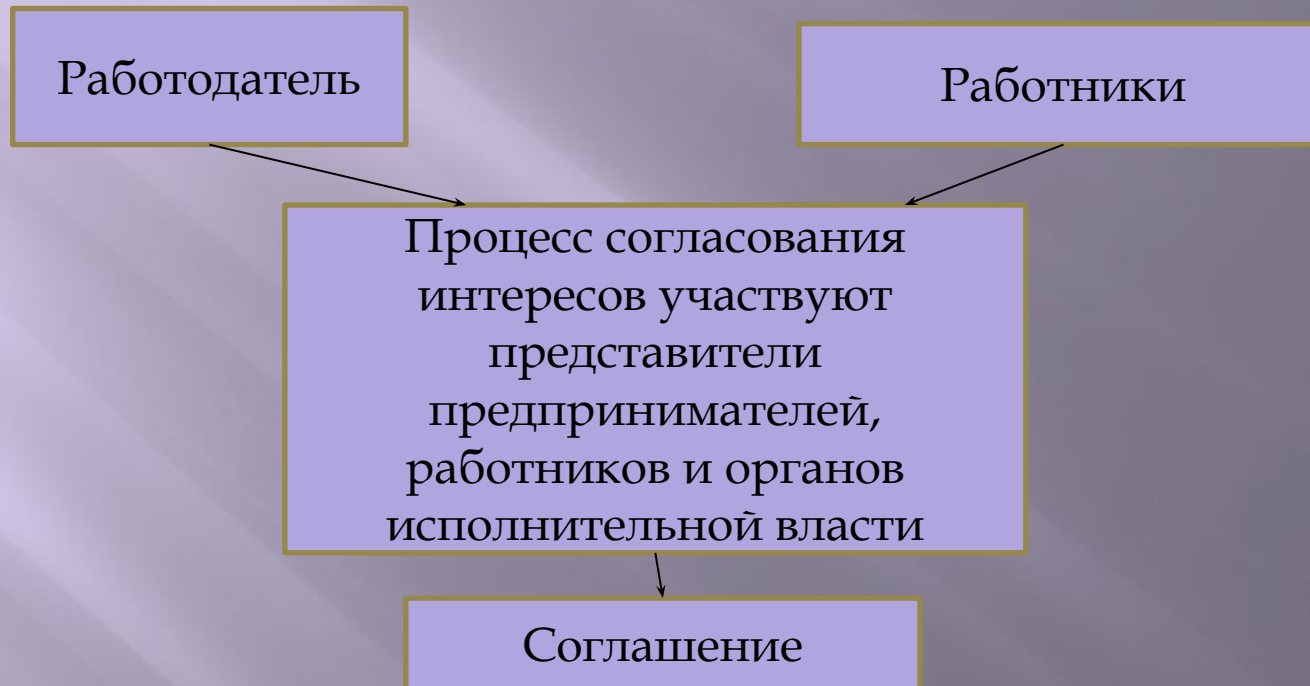 Работодатель
Работники
Процесс согласования
интересов участвуют
представители
предпринимателей,
работников и органов
исполнительной власти
Соглашение